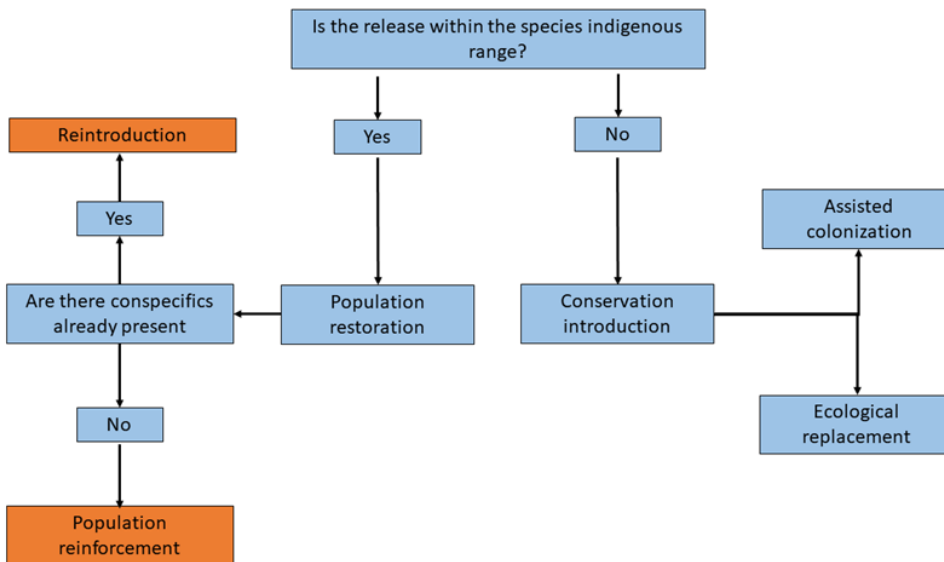 Is the release within the species indigenous
range?
Yes
No
Reintroduction
Yes
Assisted
colonization
Are there conspecifics
already present
Population
restoration
Conservation
introduction
No
Ecological
replacement
Population
reinforcement